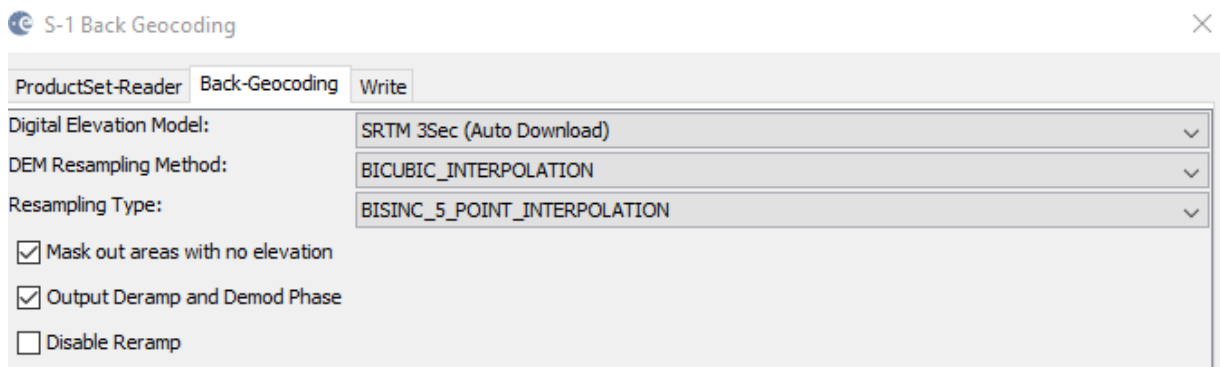 S-1 Back Geocoding
ProductSet-Reader Back-Geocoding Write
Digital Elevation Model: SRTM 3Sec (Auto Download)
DEM Resampling Method: BICUBIC_INTERPOLATION
Resampling Type: BISINC_5_POINT_INTERPOLATION
Mask out areas with no elevation
Output Deramp and Demod Phase
Disable Reramp